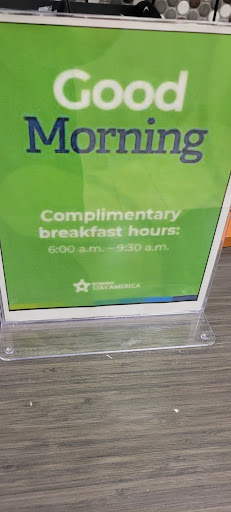 Good
Morning
Complimentary
breakfast hours:
6:00 a.m. – 9:30 a.m.
STAYAMERICA